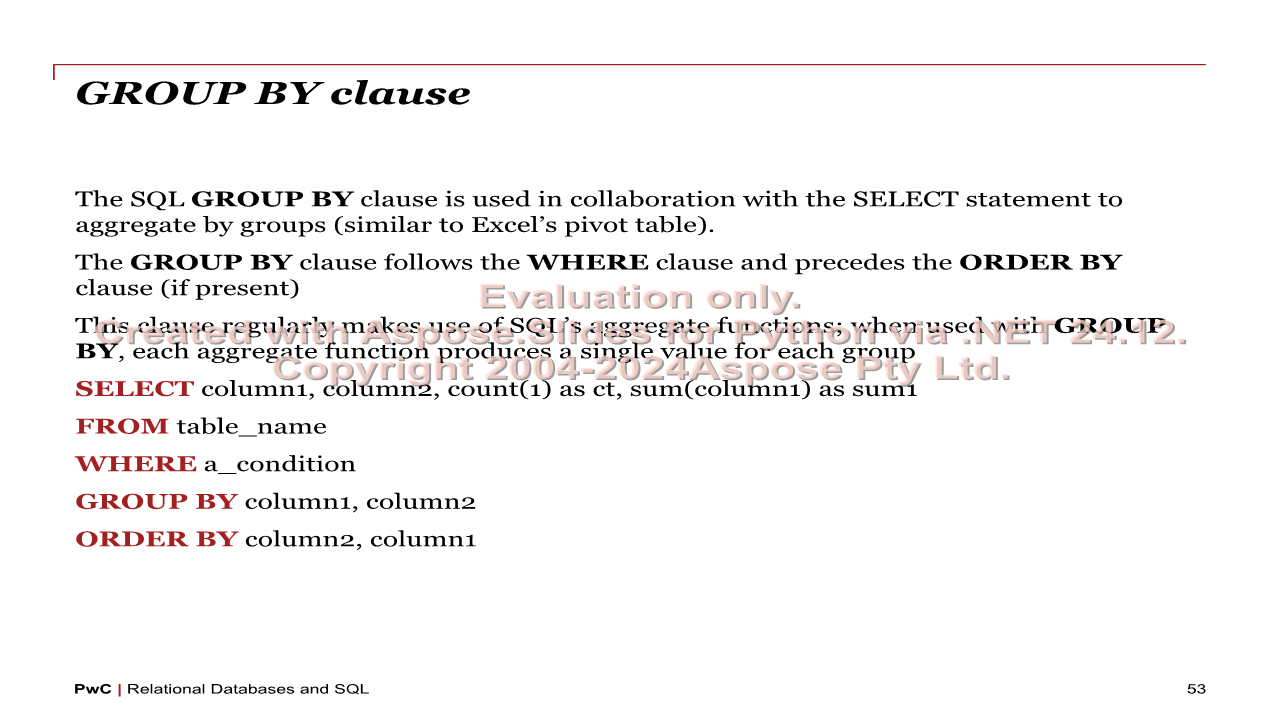 GROUP BY clause
The SQL GROUP BY clause is used in collaboration with the SELECT statement to
aggregate by groups (similar to Excel’s pivot table).
The GROUP BY clause follows the WHERE clause and precedes the ORDER BY
clause (if present)
Evaluation only.
This clause regularly makes use of SQL’s aggregate functions; when used with GROUP
Created with Aspose.Slides for Python via .NET 24.12.
BY, each aggregate function produces a single value for each group
Copyright 2004-2024Aspose Pty Ltd.
SELECT column1, column2, count(1) as ct, sum(column1) as sum1
FROM table_name
WHERE a_condition
GROUP BY column1, column2
ORDER BY column2, column1
PwC | Relational Databases and SQL
53